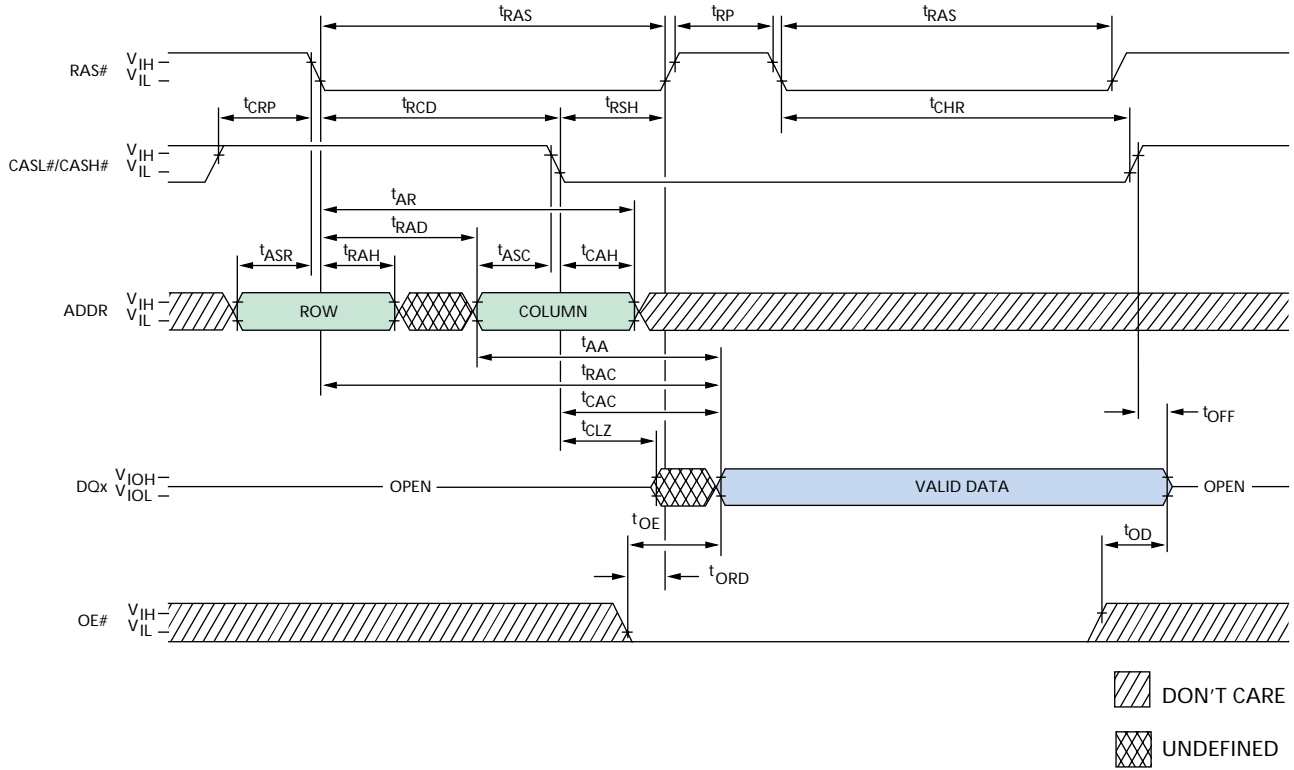 tRAS tRP tRAS
RAS# VIH
VIL
tCRP tRCD tRSH tCHR
CASL#/CASH# VIH
VIL
tAR
tRAD
tASR tRAH tASC tCAH
ADDR VIH
VIL
ROW COLUMN
tAA
tRAC
tCAC
tOFF
tCLZ
DQx VIOH
VIOL
OPEN VALID DATA OPEN
tOE tOD
tORD
OE# VIH
VIL
DON'T CARE
UNDEFINED